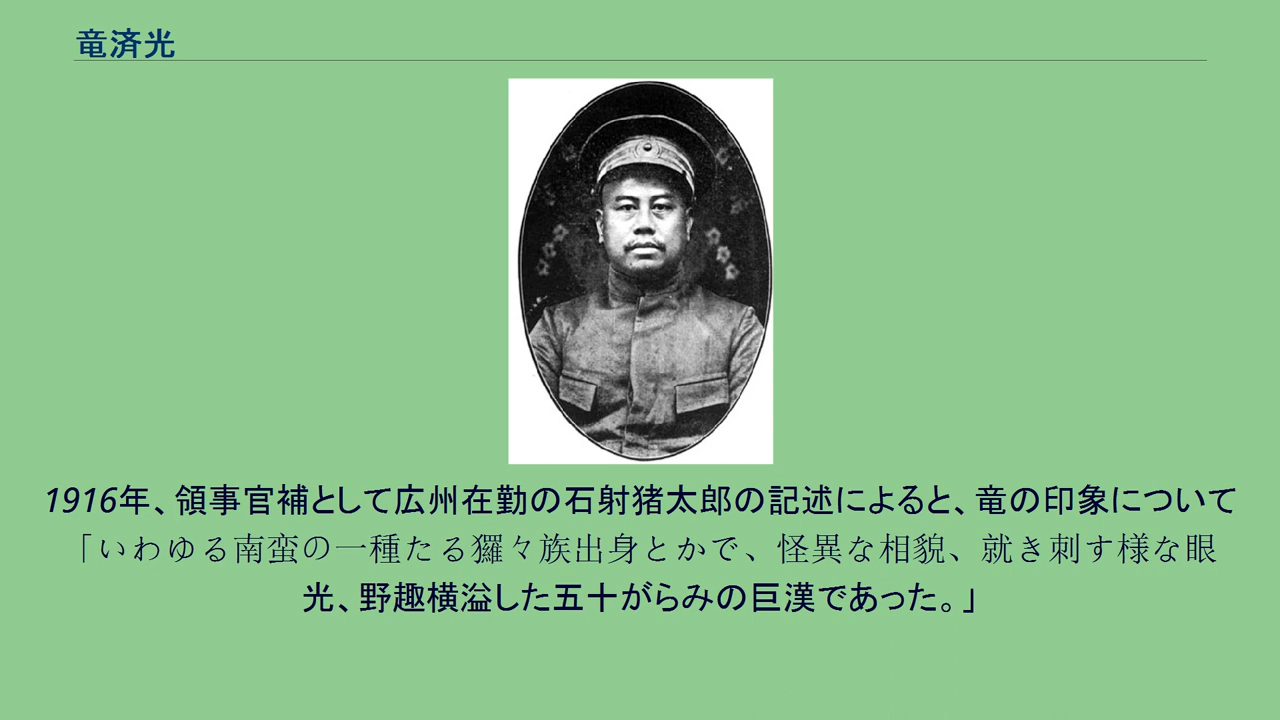 竜済光
1916年、領事官補として広州在勤の石射猪太郎の記述によると、竜の印象について
「いわゆる南蛮の一種たる玀々族出身とかで、怪異な相貌、就き刺す様な眼
光、野趣横溢した五十がらみの巨漢であった。」